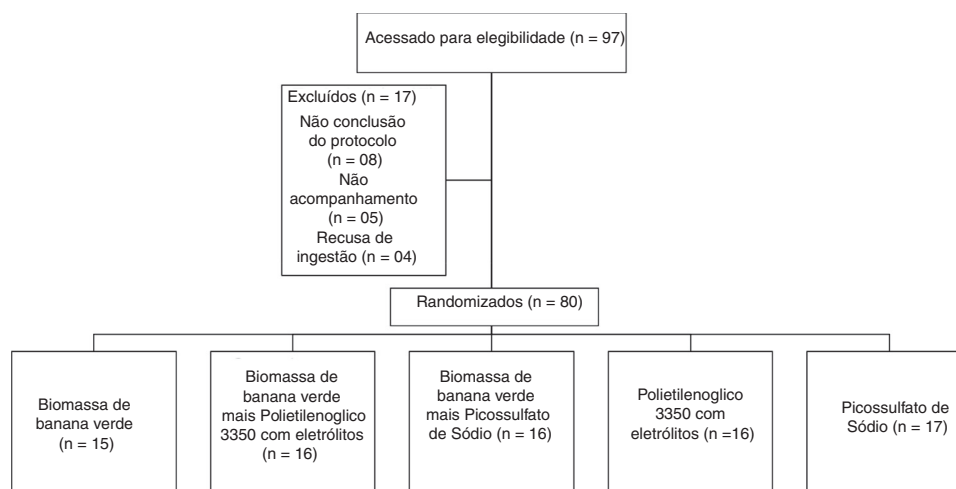 Acessado para elegibilidade (n = 97)
Excluídos (n = 17)
Não conclusão
do protocolo
(n = 08)
Não
acompanhamento
(n = 05)
Recusa de
ingestão (n = 04)
Randomizados (n = 80)
Biomassa de
banana verde
(n = 15)
Biomassa de
banana verde
mais Polietilenoglico
3350 com eletrólitos
(n = 16)
Biomassa de
banana verde
mais Picossulfato
de Sódio (n = 16)
Polietilenoglico
3350 com
eletrólitos (n =16)
Picossulfato de
Sódio (n = 17)